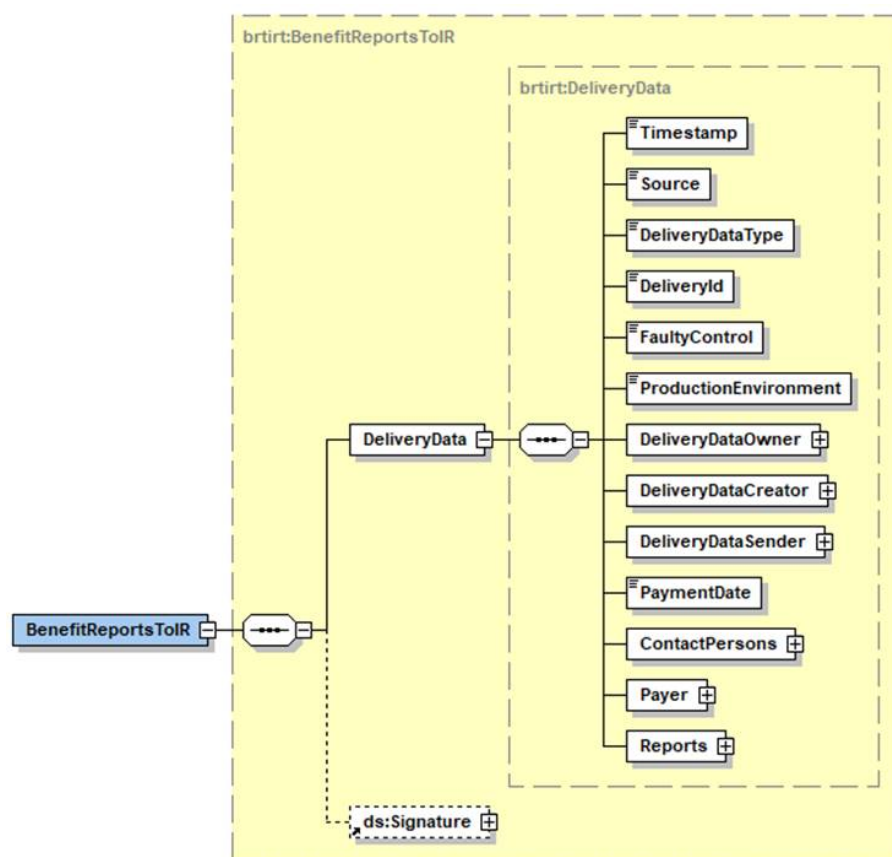 brtirt:BenefitReportsToIR
brtirt:DeliveryData
Timestamp
Source
DeliveryDataType
DeliveryId
FaultyControl
ProductionEnvironment
DeliveryData
DeliveryDataOwner
DeliveryDataCreator
DeliveryDataSender
PaymentDate
BenefitReportsToIR
ContactPersons
Payer
Reports
ds:Signature